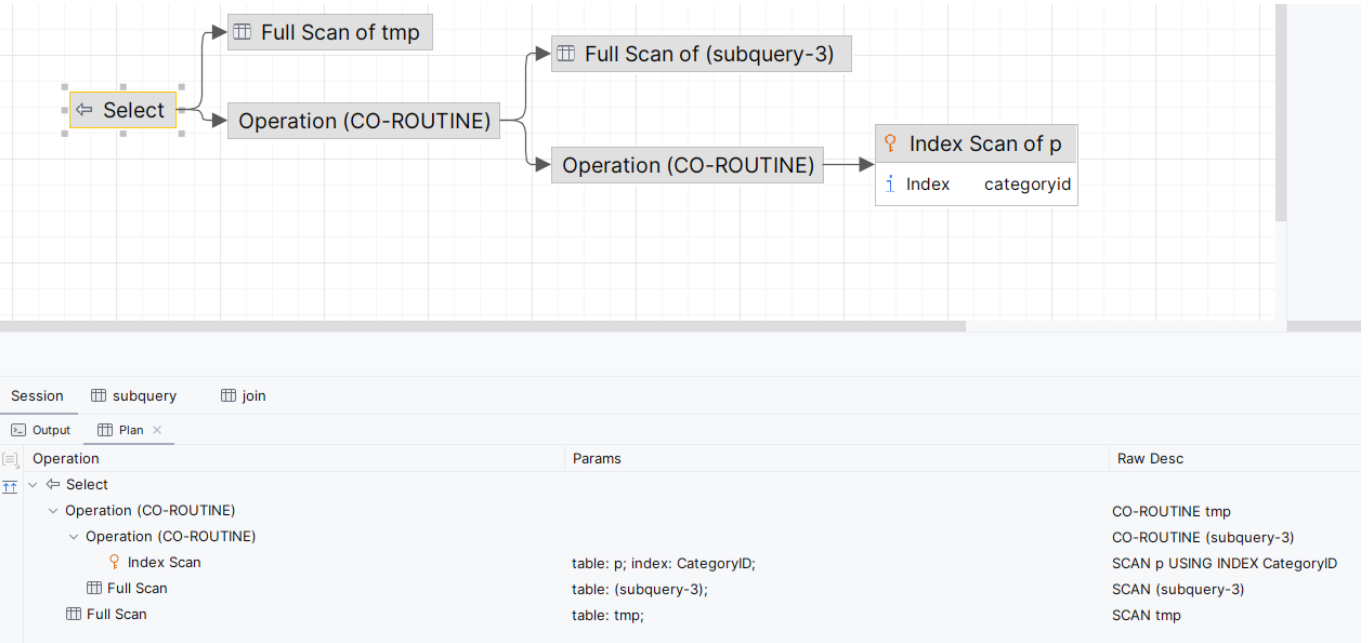 Full Scan of tmp
Full Scan of (subquery-3)
Select
Operation (CO-ROUTINE)
Index Scan of p
Operation (CO-ROUTINE)
Index categoryid
Session subquery join
Output Plan
Operation Params Raw Desc
Select
Operation (CO-ROUTINE) CO-ROUTINE tmp
Operation (CO-ROUTINE) CO-ROUTINE (subquery-3)
Index Scan table: p; index: CategoryID; SCAN p USING INDEX CategoryID
Full Scan table: (subquery-3); SCAN (subquery-3)
Full Scan table: tmp; SCAN tmp